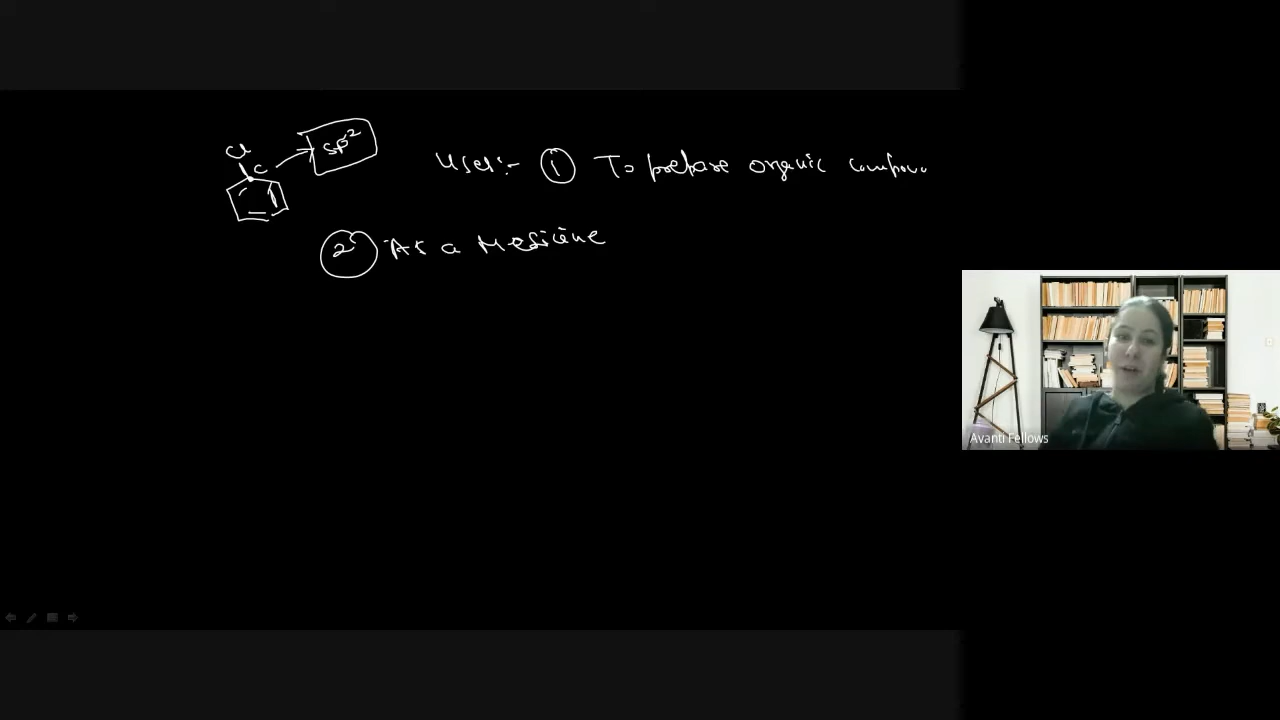 Cl
C → SP²
Uses:- ① To prepare organic compou
② As a Medicine
Avanti Fellows